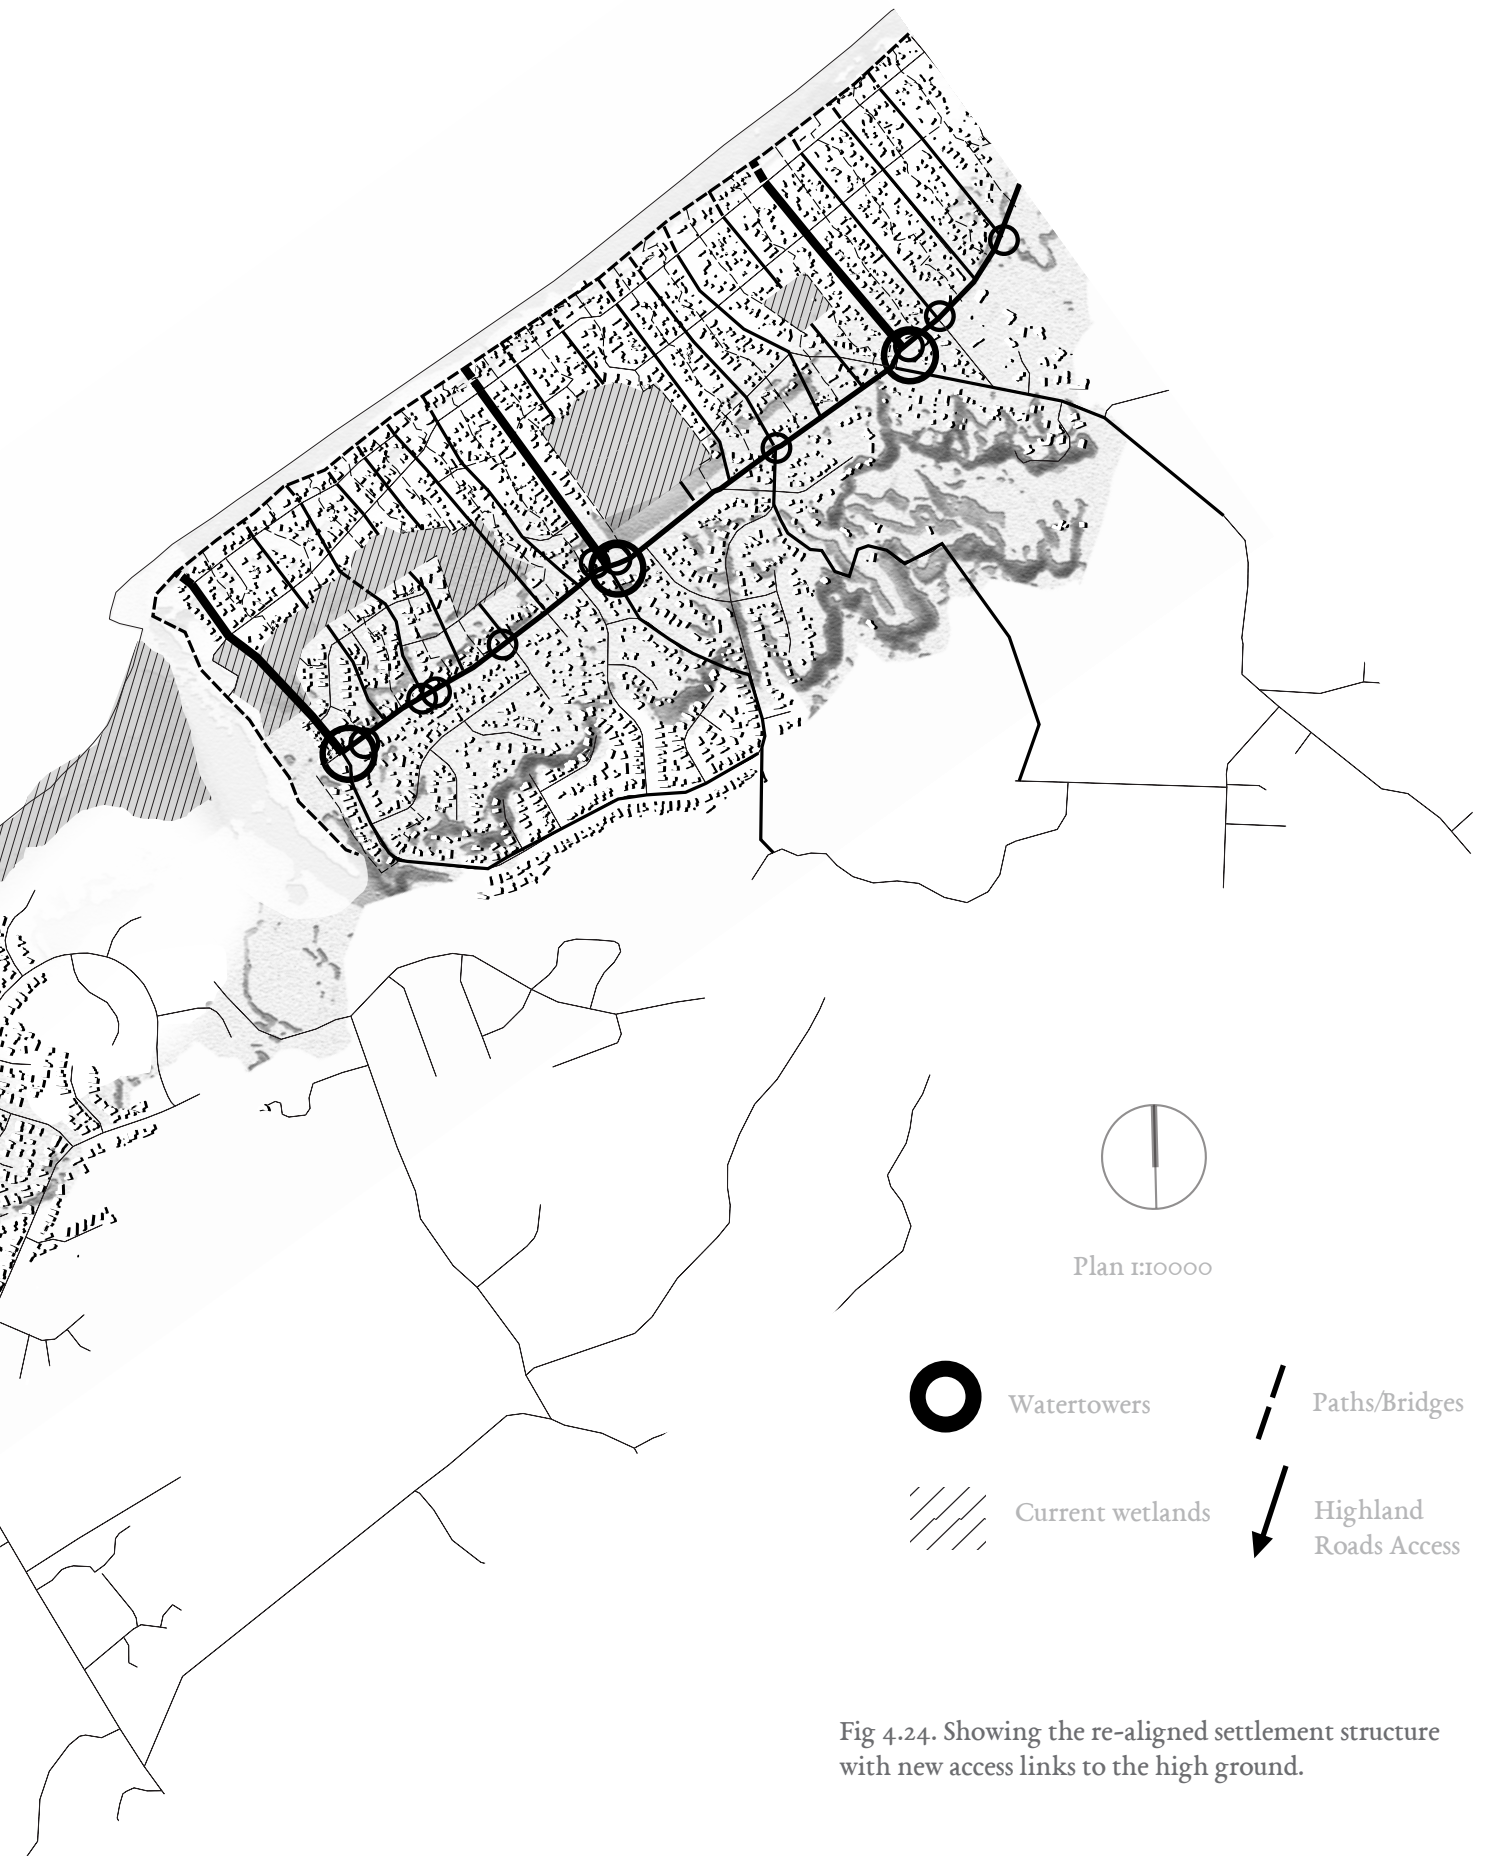 Plan 1:10000
Watertowers
Paths/Bridges
Current wetlands
Highland
Roads Access
Fig 4.24. Showing the re-aligned settlement structure
with new access links to the high ground.